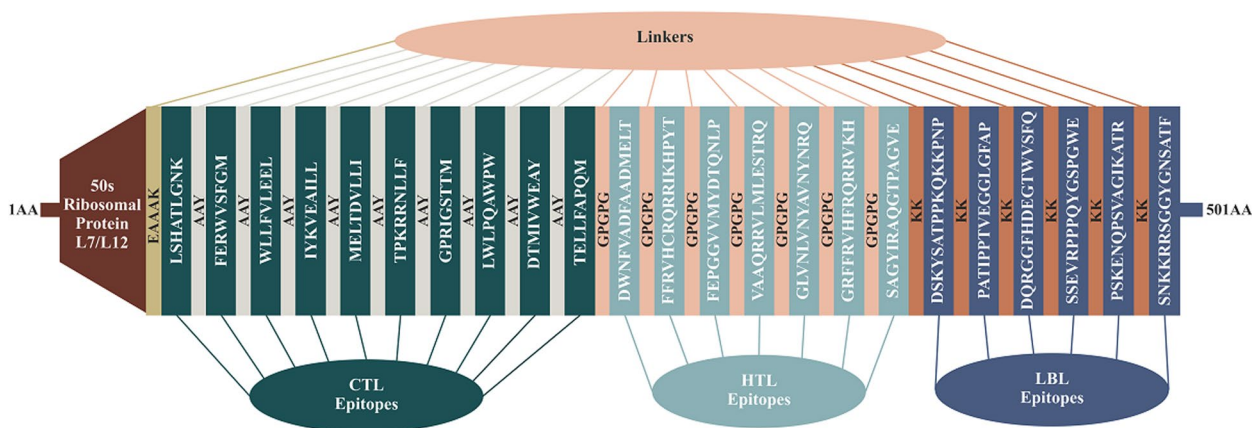 Linkers
1AA
50s
Ribosomal
Protein
L7/L12
EAAAK
LSHATLGNK
AAY
FERWVSFGM
AAY
WLLFVLEEL
AAY
IYKVEAILL
AAY
MELTDVLLI
AAY
TPKRRNLLF
AAY
GPRIGSTTM
AAY
LWLPQAWPW
AAY
DTMIVWEAY
AAY
TELLFAPQM
GPGPG
DWNFVADFAADMELT
GPGPG
FFRVHCRQRRIKHPYT
GPGPG
FEPGGVVMYDTQNLP
GPGPG
VAAQRRVLMLESTRQ
GPGPG
GLVNLVNYAVNYNRQ
GPGPG
GRFFRVHFRQRRVKH
GPGPG
SAGYIRAQGTPAGVE
KK
DSKYSATPPKQKKPNP
KK
PATIPTVEGGLGFAP
KK
DQRGGFHDEGTWVSFQ
KK
SSEVRPPPQYGSPGWE
KK
PSKENQPSVAGIKATR
KK
SNKKRRSGGYGNSATF
501AA
CTL
Epitopes
HTL
Epitopes
LBL
Epitopes